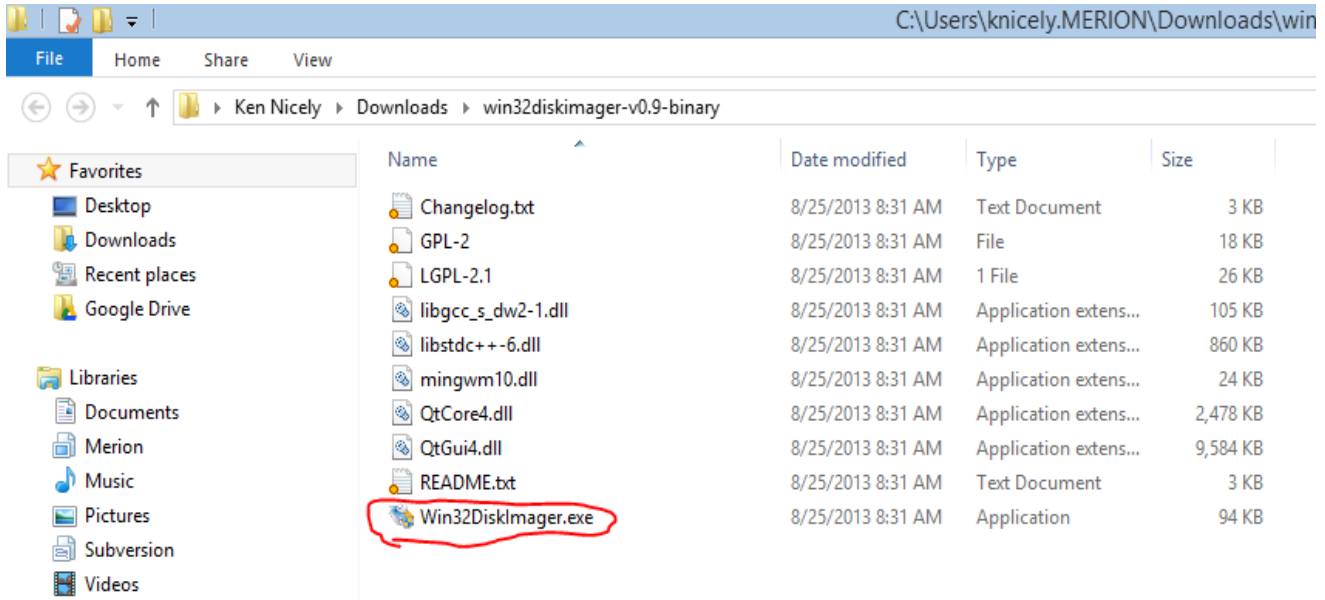 C:\Users\knicely.MERION\Downloads\win
File Home Share View
Ken Nicely Downloads win32diskimager-v0.9-binary
Favorites
Desktop
Downloads
Recent places
Google Drive
Libraries
Documents
Merion
Music
Pictures
Subversion
Videos
Name Date modified Type Size
Changelog.txt 8/25/2013 8:31 AM Text Document 3 KB
GPL-2 8/25/2013 8:31 AM File 18 KB
LGPL-2.1 8/25/2013 8:31 AM 1 File 26 KB
libgcc_s_dw2-1.dll 8/25/2013 8:31 AM Application extens... 105 KB
libstdc++-6.dll 8/25/2013 8:31 AM Application extens... 860 KB
mingwm10.dll 8/25/2013 8:31 AM Application extens... 24 KB
QtCore4.dll 8/25/2013 8:31 AM Application extens... 2,478 KB
QtGui4.dll 8/25/2013 8:31 AM Application extens... 9,584 KB
README.txt 8/25/2013 8:31 AM Text Document 3 KB
Win32DiskImager.exe 8/25/2013 8:31 AM Application 94 KB